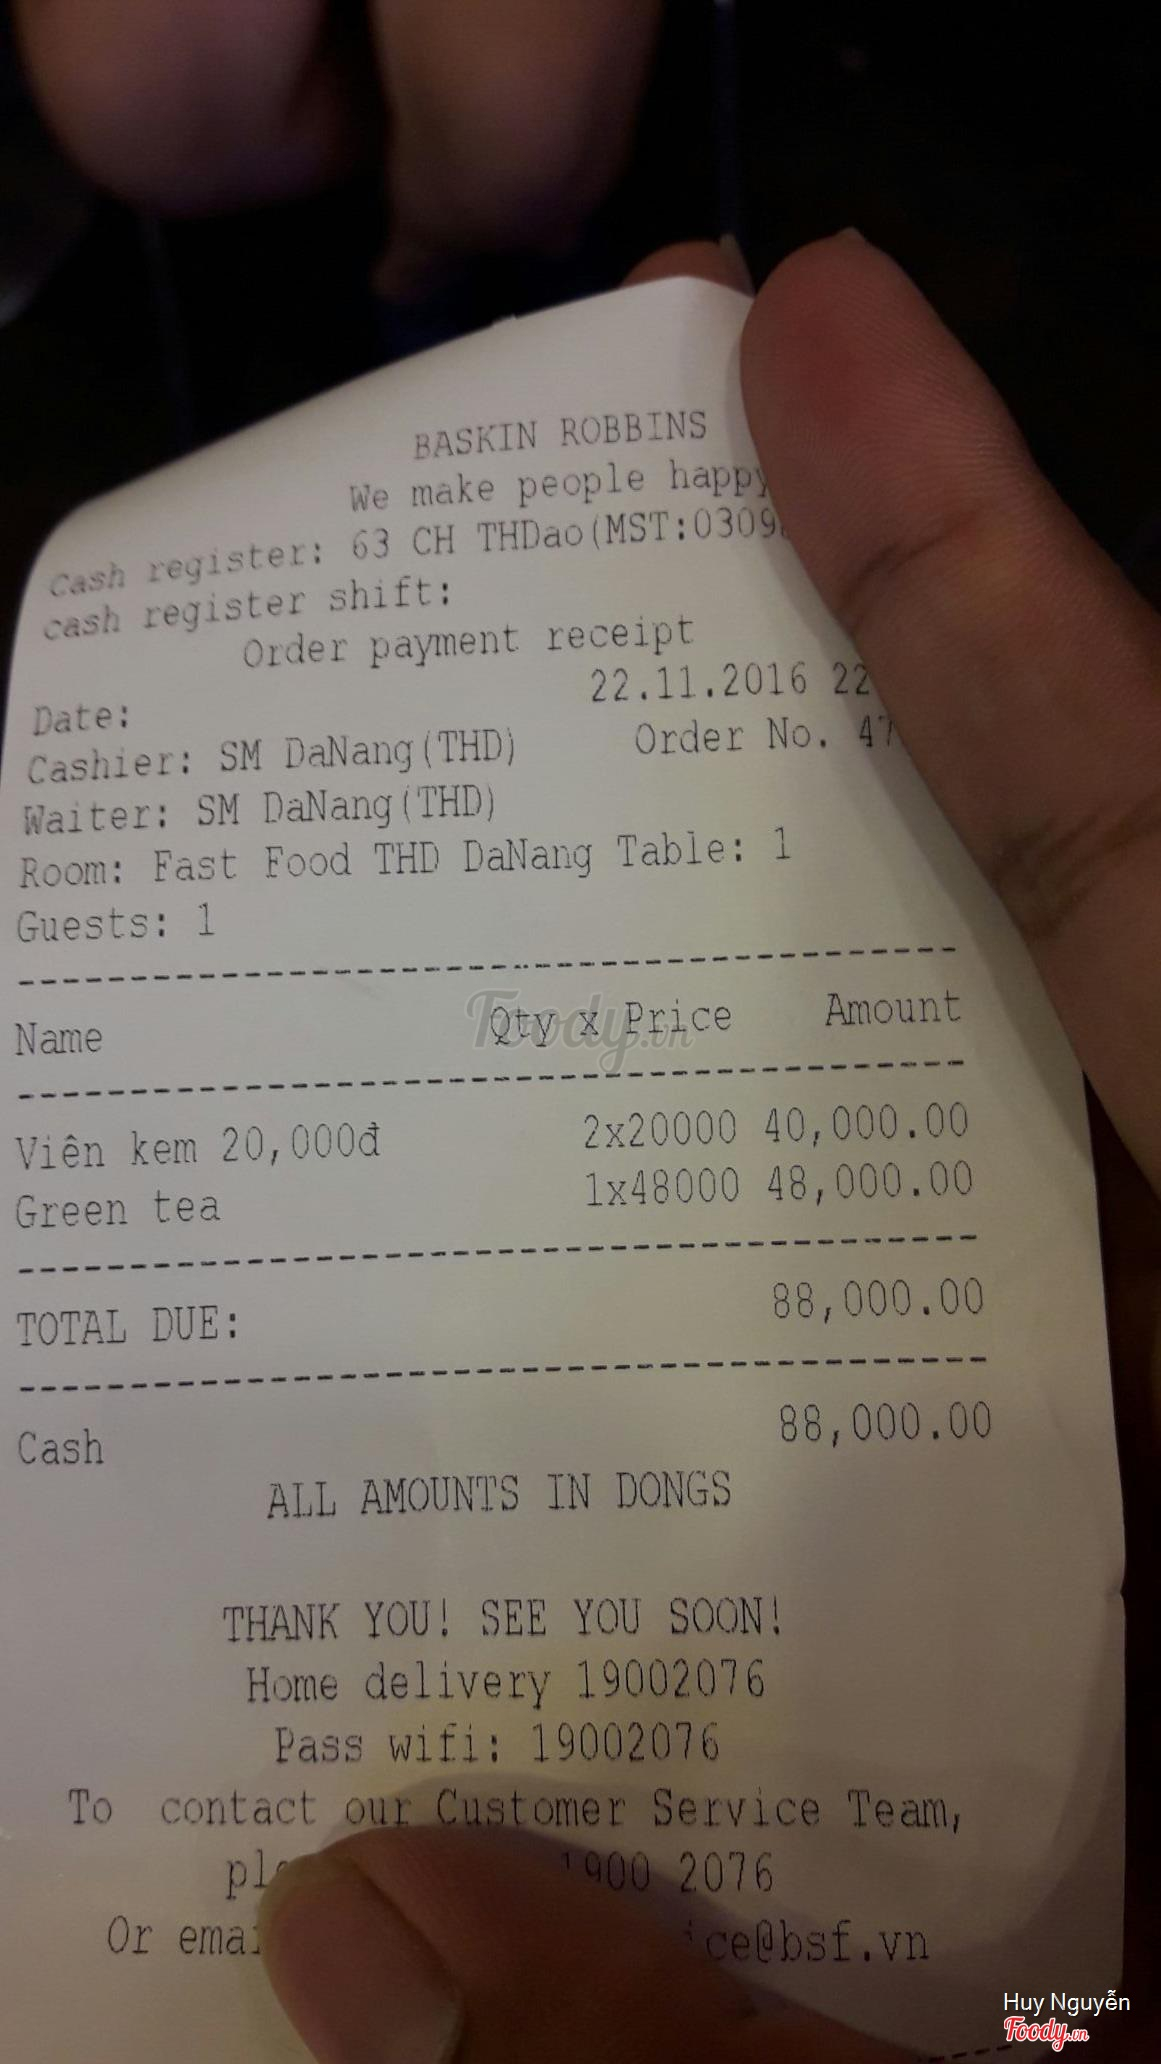 BASKIN ROBBINS
We make people happy
Cash register: 63 CH THDao(MST:0309
cash register shift:
Order payment receipt
Date: 22.11.2016 22
Cashier: SM DaNang(THD) Order No. 47
Waiter: SM DaNang(THD)
Room: Fast Food THD DaNang Table: 1
Guests: 1
Name Qty x Price Amount
Viên kem 20,000đ 2x20000 40,000.00
Green tea 1x48000 48,000.00
TOTAL DUE: 88,000.00
Cash 88,000.00
ALL AMOUNTS IN DONGS
THANK YOU! SEE YOU SOON!
Home delivery 19002076
Pass wifi: 19002076
To contact our Customer Service Team,
1900 2076
Or ice@bsf.vn
Foody.vn
Huy Nguyễn
Foody.vn